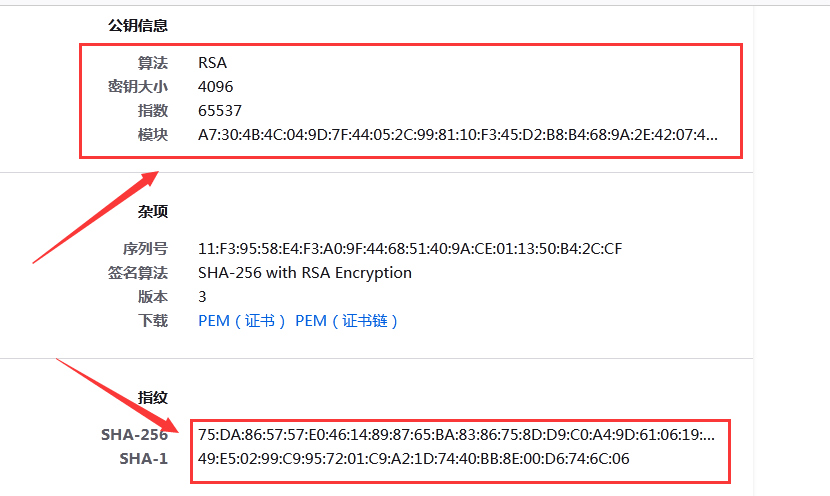 公钥信息
算法 RSA
密钥大小 4096
指数 65537
模块 A7:30:4B:4C:04:9D:7F:44:05:2C:99:81:10:F3:45:D2:B8:B4:68:9A:2E:42:07:4...
杂项
序列号 11:F3:95:58:E4:F3:A0:9F:44:68:51:40:9A:CE:01:13:50:B4:2C:CF
签名算法 SHA-256 with RSA Encryption
版本 3
下载 PEM（证书） PEM（证书链）
指纹
SHA-256 75:DA:86:57:57:E0:46:14:89:87:65:BA:83:86:75:8D:D9:C0:A4:9D:61:06:19:...
SHA-1 49:E5:02:99:C9:95:72:01:C9:A2:1D:74:40:BB:8E:00:D6:74:6C:06